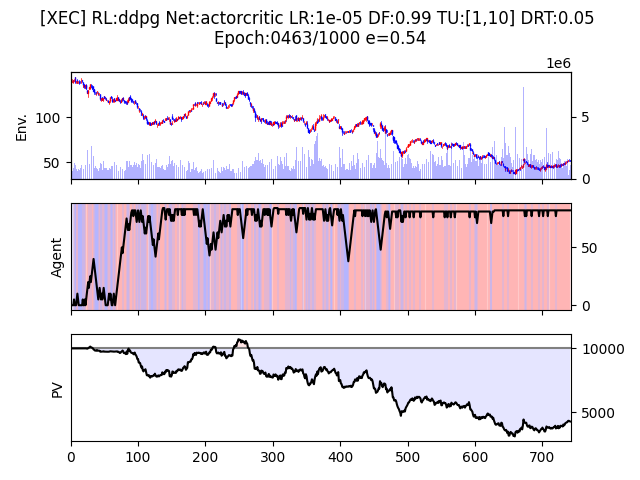 [XEC] RL:ddpg Net:actorcritic LR:1e-05 DF:0.99 TU:[1,10] DRT:0.05
Epoch:0463/1000 e=0.54
1e6
Env.
100
50
5
0
Agent
50
0
PV
10000
5000
0 100 200 300 400 500 600 700